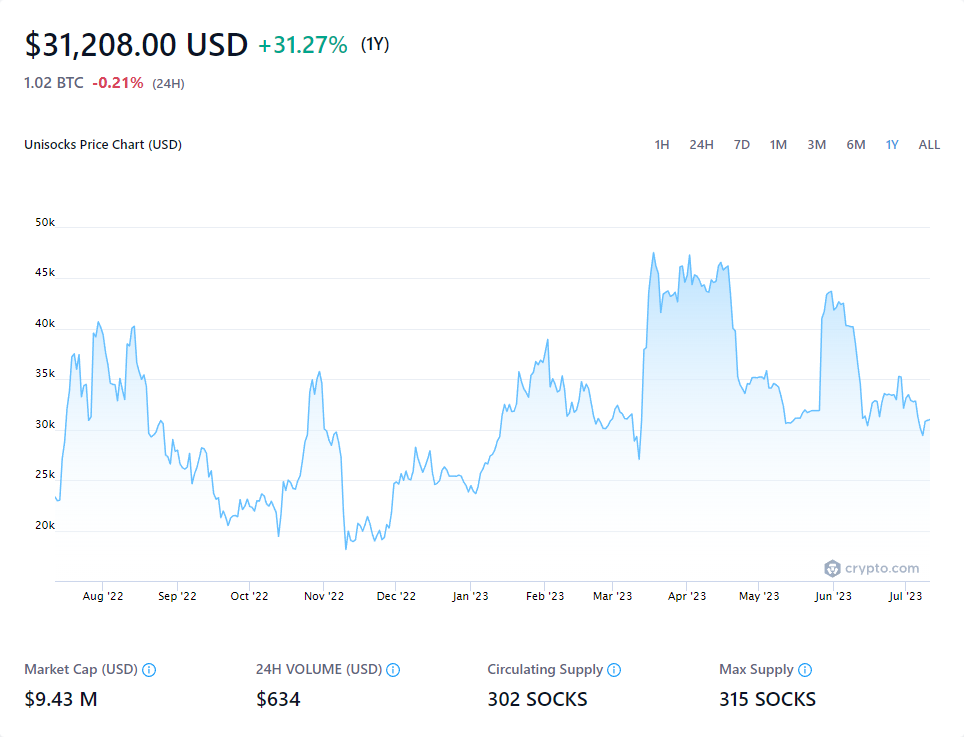 $31,208.00 USD +31.27% (1Y)
1.02 BTC -0.21% (24H)
Unisocks Price Chart (USD) 1H 24H 7D 1M 3M 6M 1Y ALL
50k
45k
40k
35k
30k
25k
20k
crypto.com
Aug '22 Sep '22 Oct '22 Nov '22 Dec '22 Jan '23 Feb '23 Mar '23 Apr '23 May '23 Jun '23 Jul '23
Market Cap (USD) 24H VOLUME (USD) Circulating Supply Max Supply
$9.43 M $634 302 SOCKS 315 SOCKS